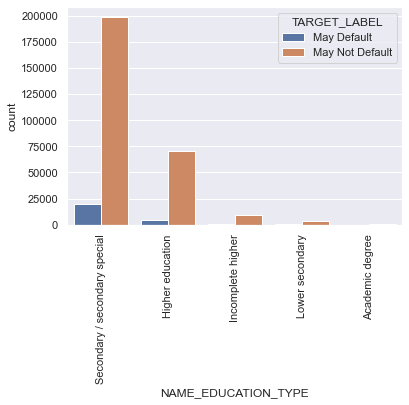 TARGET_LABEL
May Default
May Not Default
200000
175000
150000
125000
100000
75000
50000
25000
0
count
Secondary / secondary special
Higher education
Incomplete higher
Lower secondary
Academic degree
NAME_EDUCATION_TYPE